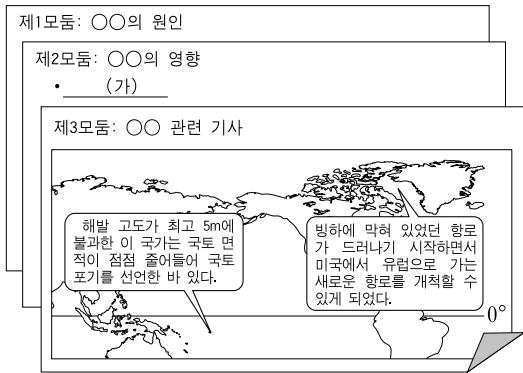 제1모둠: ○○의 원인
제2모둠: ○○의 영향
• (가)
제3모둠: ○○ 관련 기사
해발 고도가 최고 5m에
불과한 이 국가는 국토 면
적이 점점 줄어들어 국토
포기를 선언한 바 있다.
빙하에 막혀 있었던 항로
가 드러나기 시작하면서
미국에서 유럽으로 가는
새로운 항로를 개척할 수
있게 되었다.
0°